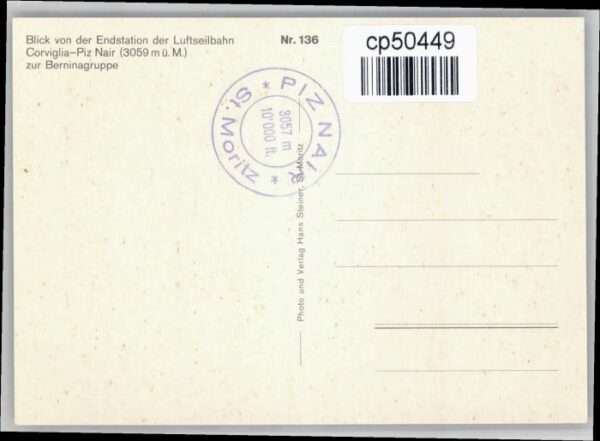 Blick von der Endstation der Luftseilbahn
Corviglia–Piz Nair (3059 m ü. M.)
zur Berninagruppe
Nr. 136
cp50449
* PIZ NAIR *
St. Moritz
3057 m
10'000 ft.
Photo and Verlag Hans Steiner, St. Moritz